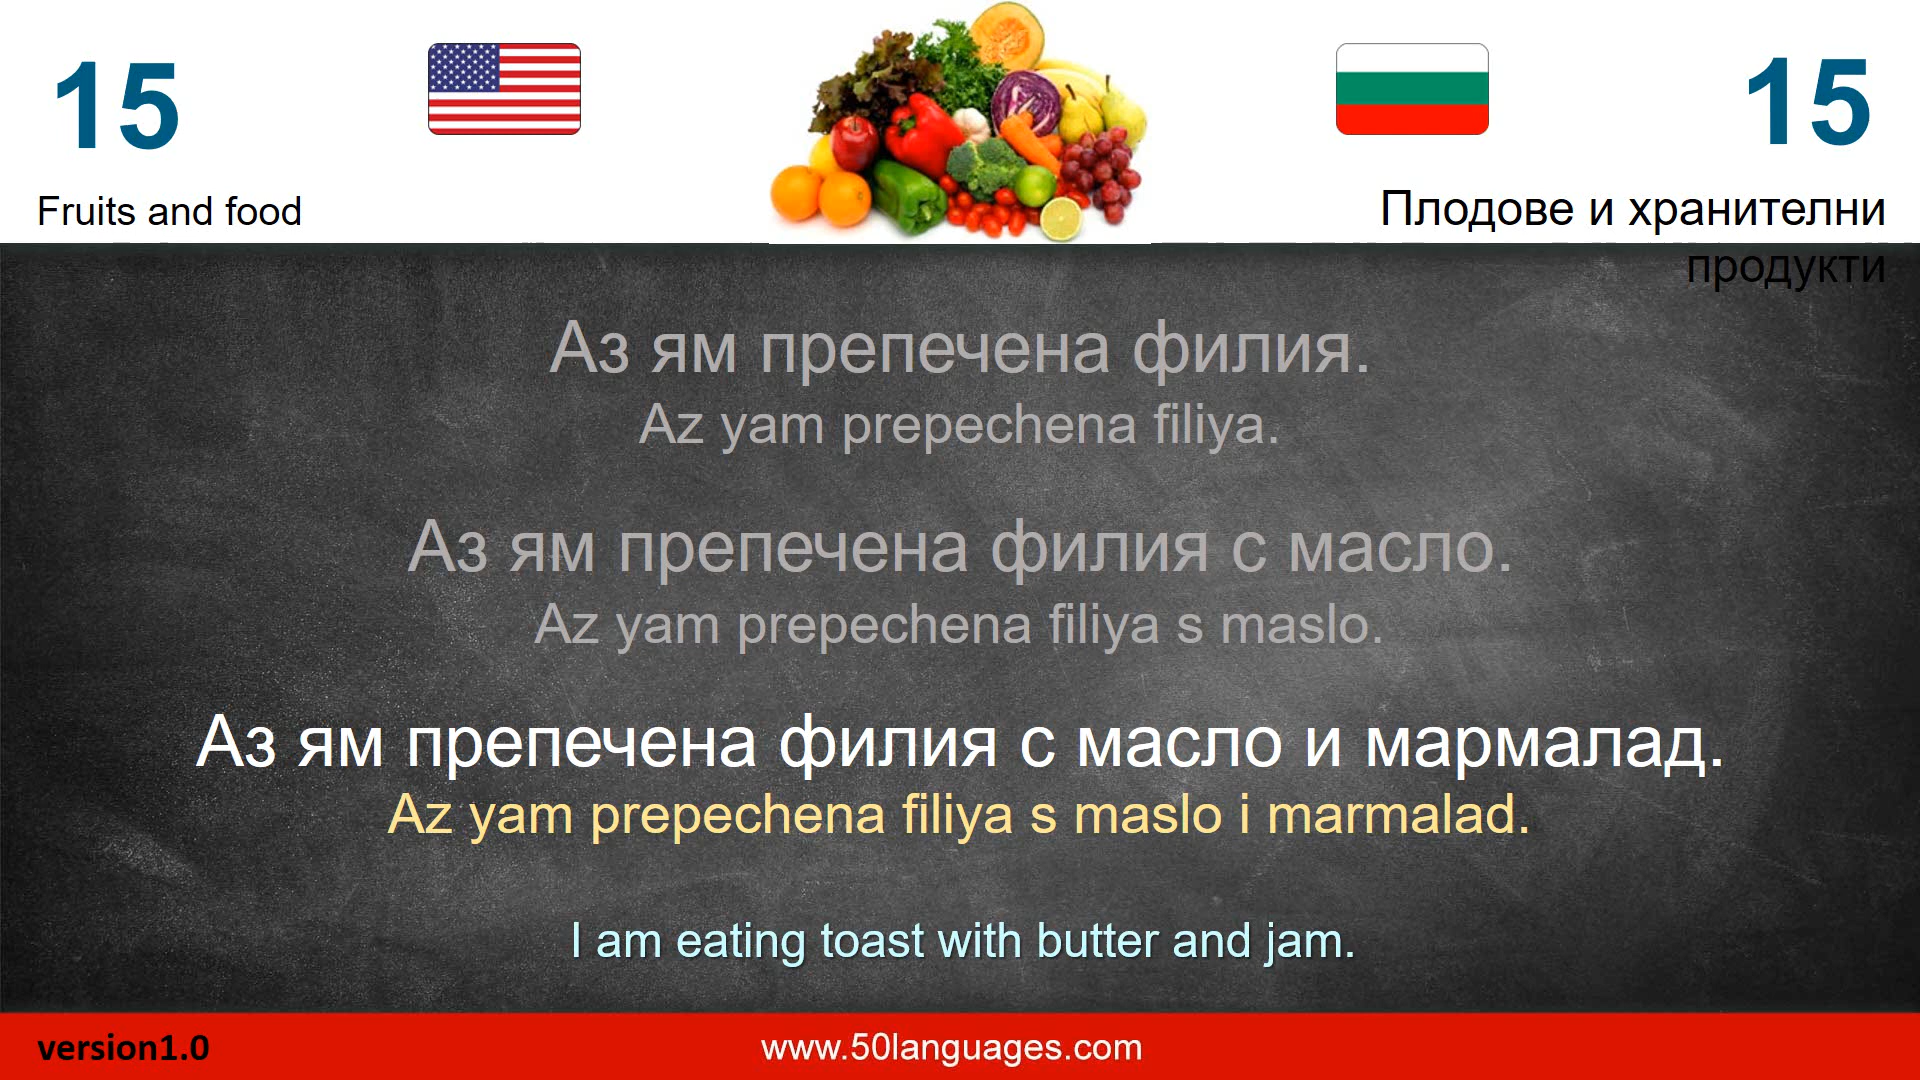 15
15
Fruits and food
Плодове и хранителни
продукти
Аз ям препечена филия.
Az yam prepechena filiya.
Аз ям препечена филия с масло.
Az yam prepechena filiya s maslo.
Аз ям препечена филия с масло и мармалад.
Az yam prepechena filiya s maslo i marmalad.
I am eating toast with butter and jam.
version1.0
www.50languages.com